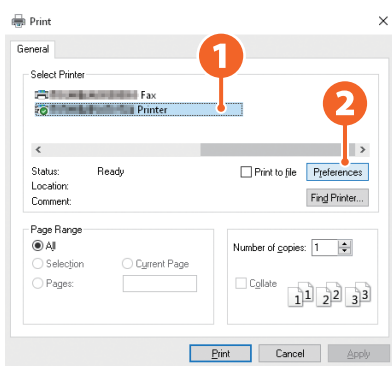 Print
General
1
Select Printer
Fax
Printer
2
Status: Ready
Print to file Preferences
Location:
Comment:
Find Printer...
Page Range
All
Selection Current Page
Pages:
Number of copies: 1
Collate
1 1 2 2 3 3
Print Cancel Apply